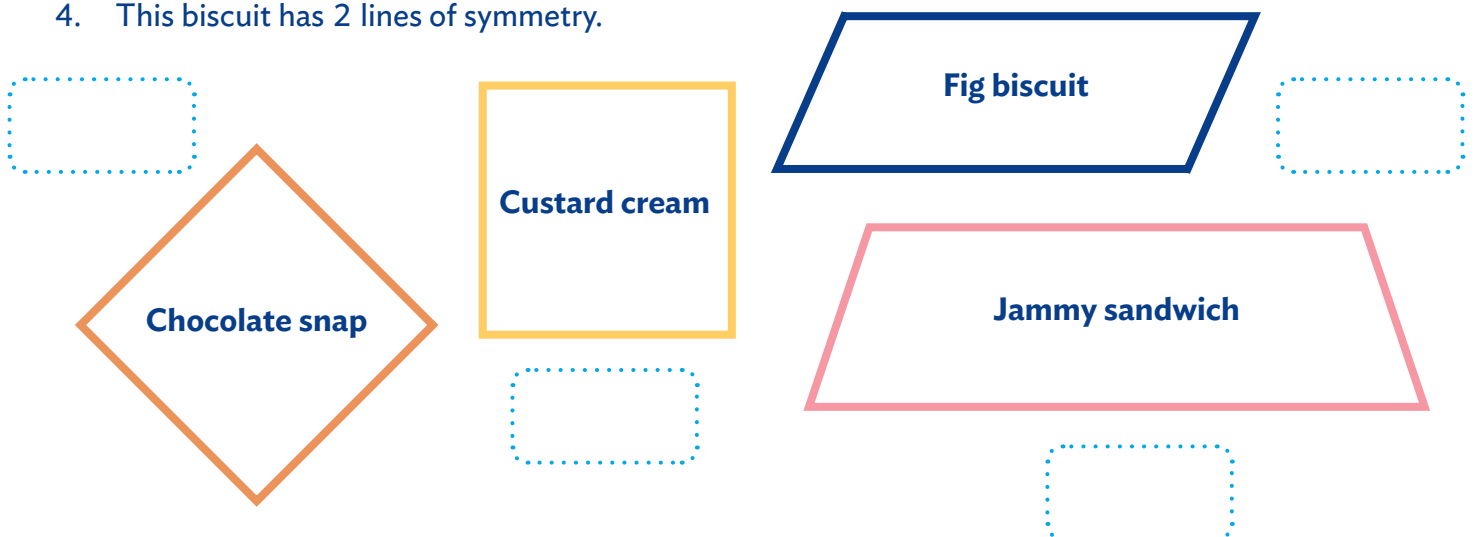 4. This biscuit has 2 lines of symmetry.
Fig biscuit
Custard cream
Chocolate snap
Jammy sandwich